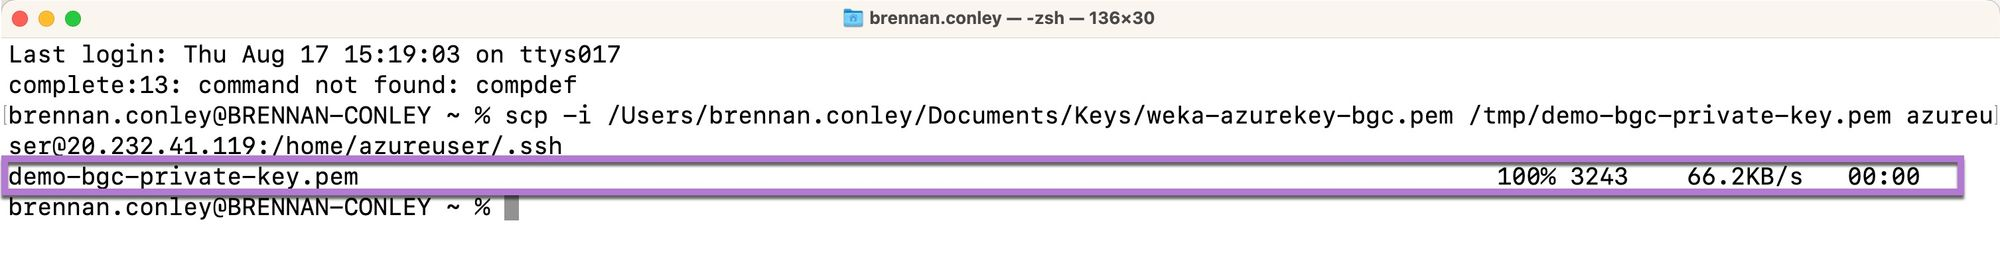 brennan.conley — -zsh — 136×30
Last login: Thu Aug 17 15:19:03 on ttys017
complete:13: command not found: compdef
[brennan.conley@BRENNAN-CONLEY ~ % scp -i /Users/brennan.conley/Documents/Keys/weka-azurekey-bgc.pem /tmp/demo-bgc-private-key.pem azureu]
ser@20.232.41.119:/home/azureuser/.ssh
demo-bgc-private-key.pem 100% 3243 66.2KB/s 00:00
brennan.conley@BRENNAN-CONLEY ~ %